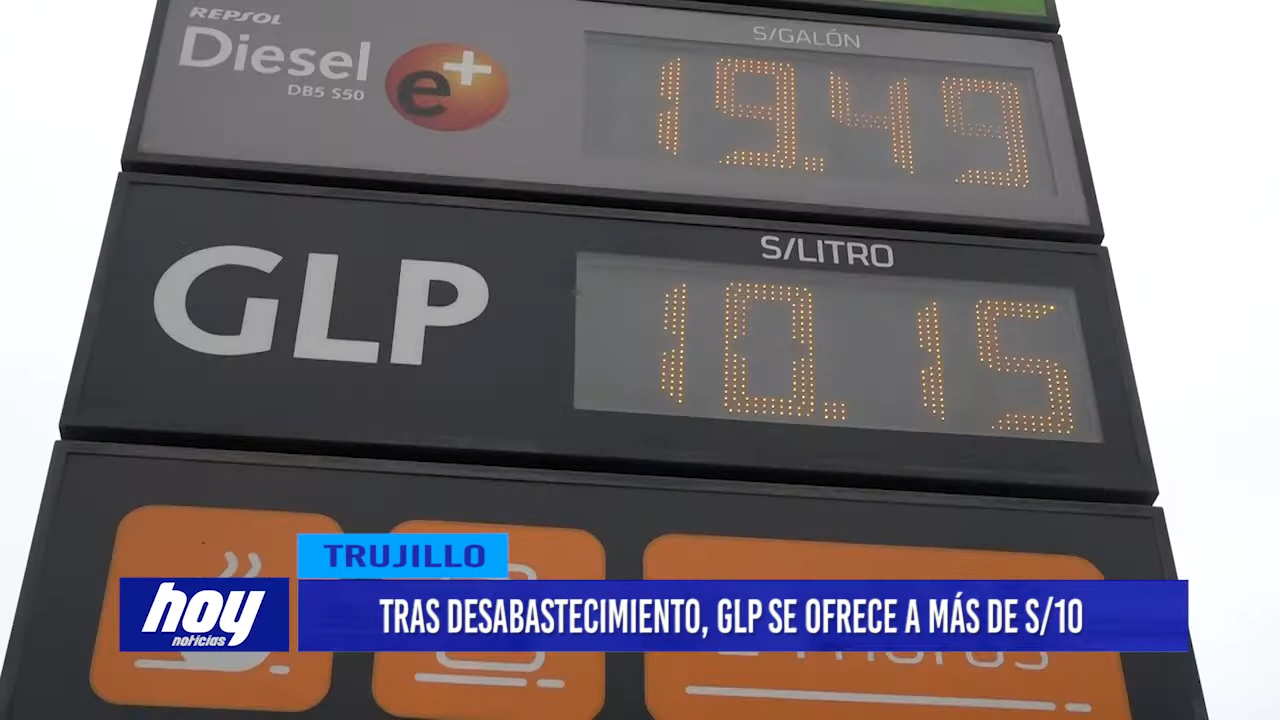 REPSOL
Diesel e+
DB5 S50
S/GALÓN
19.49
GLP
S/LITRO
10.15
TRUJILLO
hoy
noticias
TRAS DESABASTECIMIENTO, GLP SE OFRECE A MÁS DE S/10